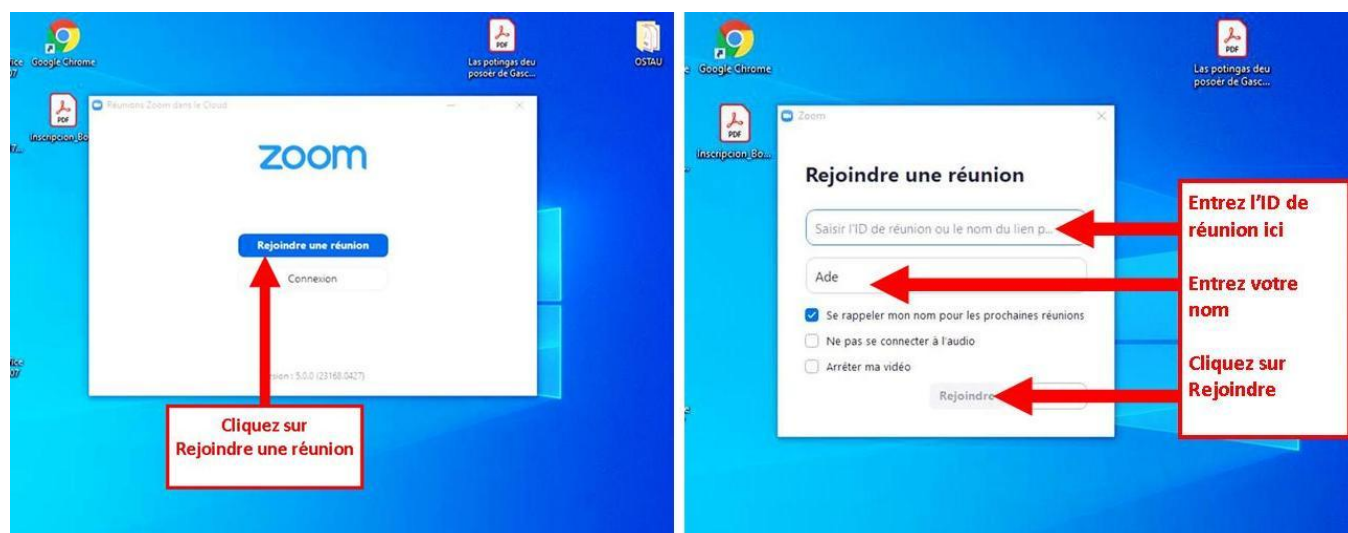 Google Chrome
PDF
Las potingas deu
posoèr de Gasc...
OSTAU
PDF
Inscripcion_Bo
Réunions Zoom dans le Cloud
zoom
Rejoindre une réunion
Connexion
5.0.0 (23168.0427)
Cliquez sur
Rejoindre une réunion
Google Chrome
PDF
Las potingas deu
posoèr de Gasc...
PDF
Inscripcion_Bo...
Zoom
Rejoindre une réunion
Saisir l'ID de réunion ou le nom du lien p...
Ade
Se rappeler mon nom pour les prochaines réunions
Ne pas se connecter à l'audio
Arrêter ma vidéo
Rejoindre
Entrez l'ID de
réunion ici
Entrez votre
nom
Cliquez sur
Rejoindre